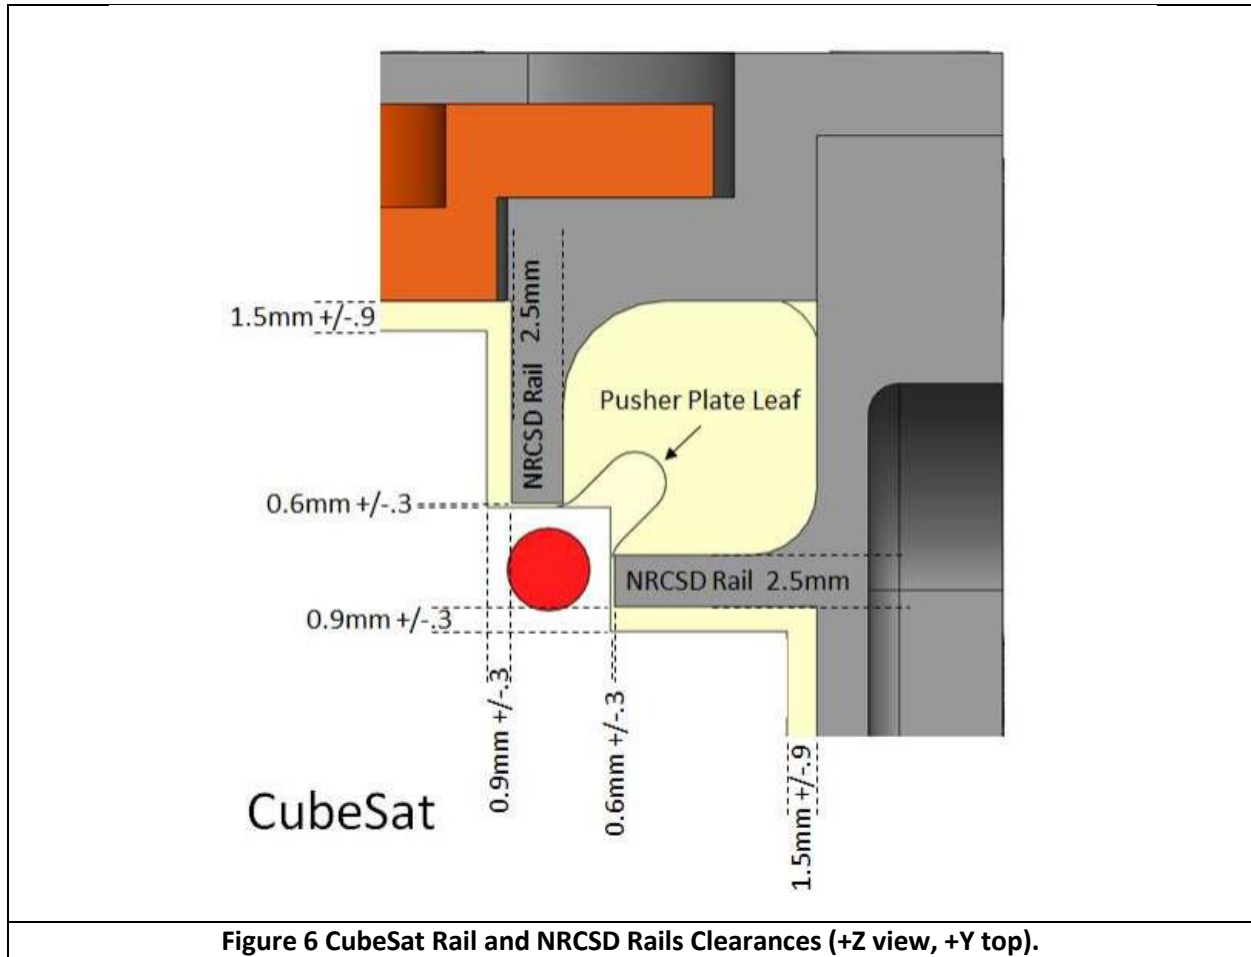 NRCSD Rail 2.5mm
1.5mm +/-.9
Pusher Plate Leaf
0.6mm +/-.3
NRCSD Rail 2.5mm
0.9mm +/-.3
0.9mm +/-.3
0.6mm +/-.3
1.5mm +/-.9
CubeSat
Figure 6 CubeSat Rail and NRCSD Rails Clearances (+Z view, +Y top).